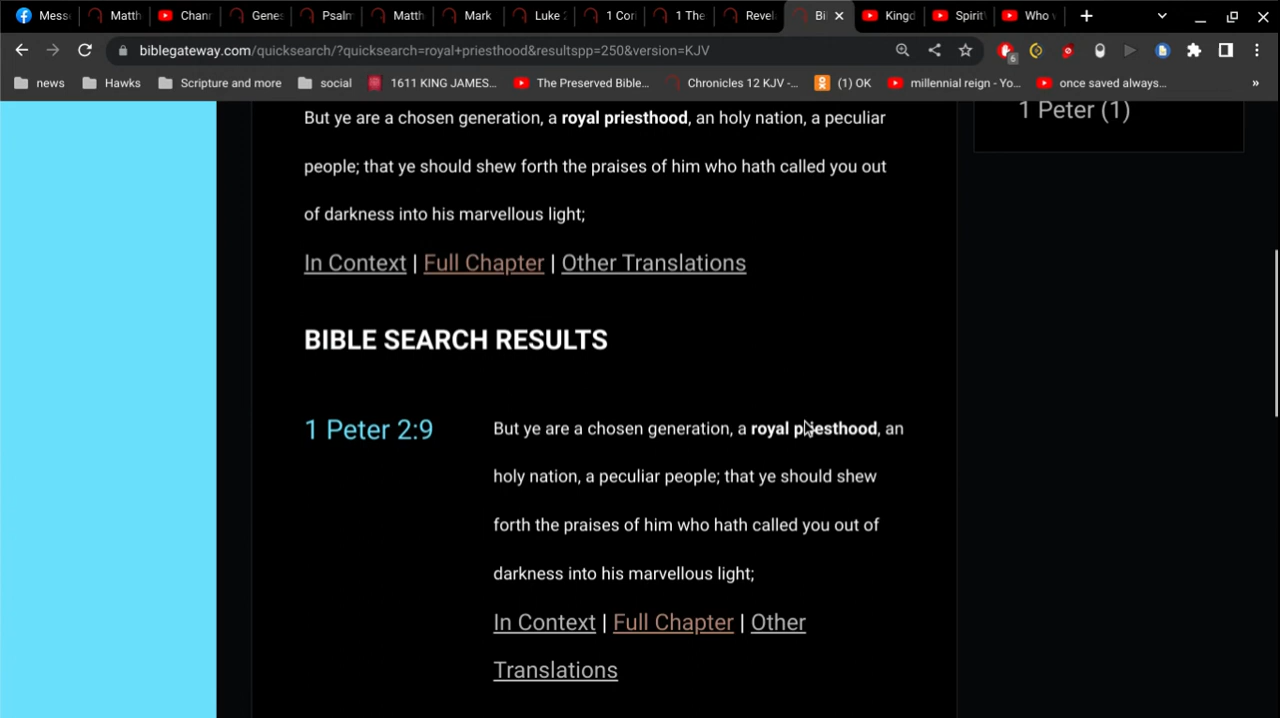 Messe
Matth
Chann
Genes
Psalm
Matth
Mark
Luke 2
1 Cori
1 The
Revela
Bi
Kingd
Spirit
Who v
biblegateway.com/quicksearch/?quicksearch=royal+priesthood&resultspp=250&version=KJV
6
news
Hawks
Scripture and more
social
1611 KING JAMES...
The Preserved Bible...
Chronicles 12 KJV -...
(1) OK
millennial reign - Yo...
once saved always...
»
But ye are a chosen generation, a royal priesthood, an holy nation, a peculiar
people; that ye should shew forth the praises of him who hath called you out
of darkness into his marvellous light;
In Context | Full Chapter | Other Translations
1 Peter (1)
BIBLE SEARCH RESULTS
1 Peter 2:9
But ye are a chosen generation, a royal priesthood, an
holy nation, a peculiar people; that ye should shew
forth the praises of him who hath called you out of
darkness into his marvellous light;
In Context | Full Chapter | Other
Translations